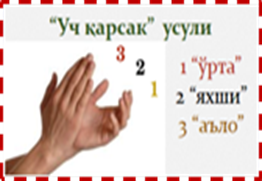 “Уч қарсак” усули
3
2
1
1 “ўрта”
2 “яхши”
3 “аъло”